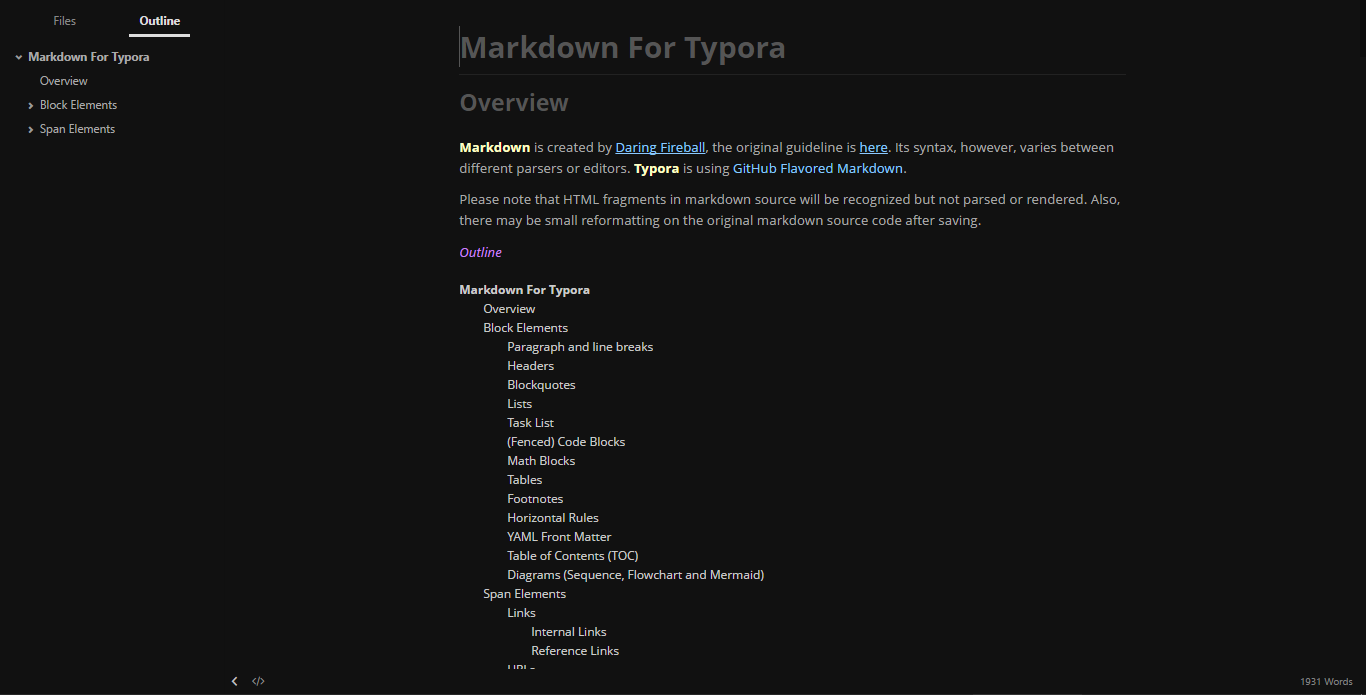 Files Outline
Markdown For Typora
Overview
Block Elements
Span Elements
Markdown For Typora
Overview
Markdown is created by Daring Fireball, the original guideline is here. Its syntax, however, varies between
different parsers or editors. Typora is using GitHub Flavored Markdown.
Please note that HTML fragments in markdown source will be recognized but not parsed or rendered. Also,
there may be small reformatting on the original markdown source code after saving.
Outline
Markdown For Typora
Overview
Block Elements
Paragraph and line breaks
Headers
Blockquotes
Lists
Task List
(Fenced) Code Blocks
Math Blocks
Tables
Footnotes
Horizontal Rules
YAML Front Matter
Table of Contents (TOC)
Diagrams (Sequence, Flowchart and Mermaid)
Span Elements
Links
Internal Links
Reference Links
</> 1931 Words